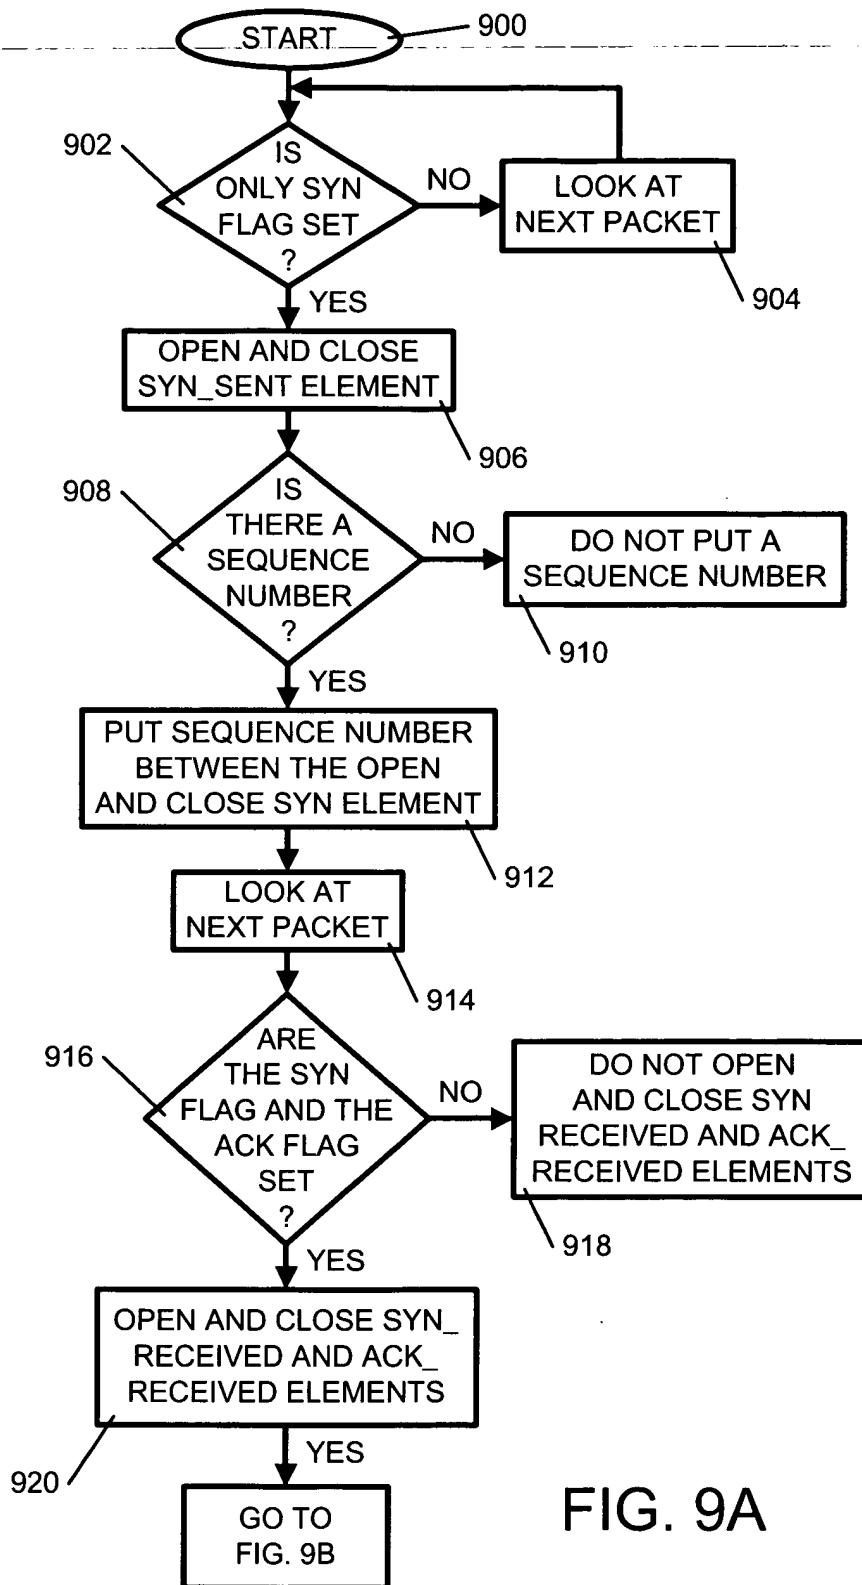 START
900
902
IS
ONLY SYN
FLAG SET
?
NO
LOOK AT
NEXT PACKET
904
YES
OPEN AND CLOSE
SYN_SENT ELEMENT
906
908
IS
THERE A
SEQUENCE
NUMBER
?
NO
DO NOT PUT A
SEQUENCE NUMBER
910
YES
PUT SEQUENCE NUMBER
BETWEEN THE OPEN
AND CLOSE SYN ELEMENT
912
LOOK AT
NEXT PACKET
914
916
ARE
THE SYN
FLAG AND THE
ACK FLAG
SET
?
NO
DO NOT OPEN
AND CLOSE SYN
RECEIVED AND ACK_
RECEIVED ELEMENTS
918
YES
OPEN AND CLOSE SYN_
RECEIVED AND ACK_
RECEIVED ELEMENTS
920
YES
GO TO
FIG. 9B
FIG. 9A